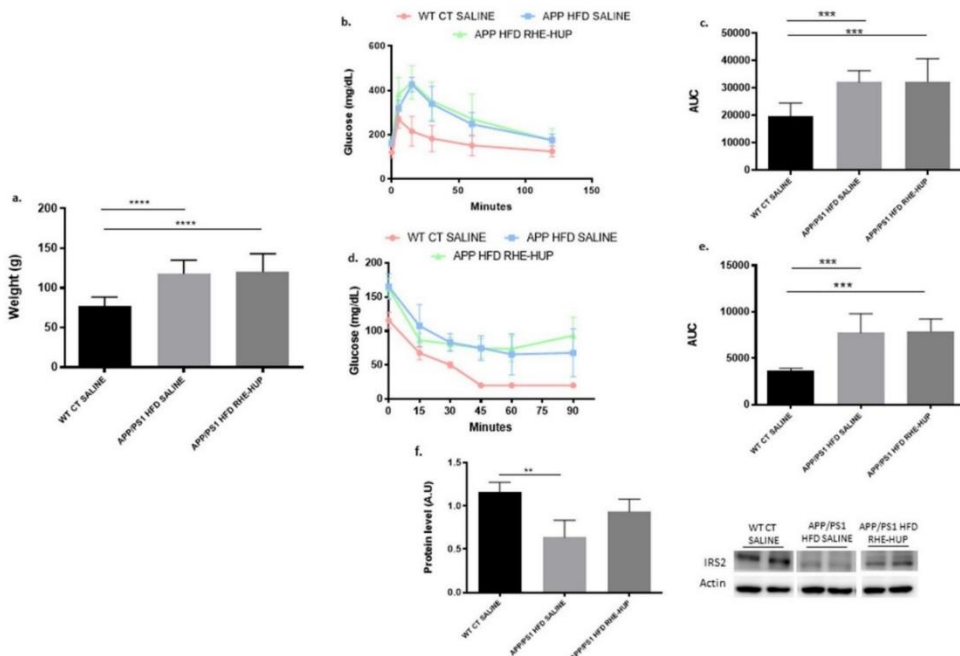 a.
****
****
Weight (g)
200
150
100
50
0
WT CT SALINE
APP/PS1 HFD SALINE
APP/PS1 HFD RHE-HUP
b.
WT CT SALINE
APP HFD SALINE
APP HFD RHE-HUP
Glucose (mg/dL)
600
400
200
0
0
50
100
150
Minutes
c.
***
***
AUC
50000
40000
30000
20000
10000
0
WT CT SALINE
APP/PS1 HFD SALINE
APP/PS1 HFD RHE-HUP
d.
WT CT SALINE
APP HFD SALINE
APP HFD RHE-HUP
Glucose (mg/dL)
200
150
100
50
0
0
15
30
45
60
75
90
Minutes
e.
***
***
AUC
15000
10000
5000
0
WT CT SALINE
APP/PS1 HFD SALINE
APP/PS1 HFD RHE-HUP
f.
**
Protein level (A.U)
1.5
1.0
0.5
0.0
WT CT SALINE
APP/PS1 HFD SALINE
APP/PS1 HFD RHE-HUP
WT CT
SALINE
APP/PS1
HFD SALINE
APP/PS1 HFD
RHE-HUP
IRS2
Actin